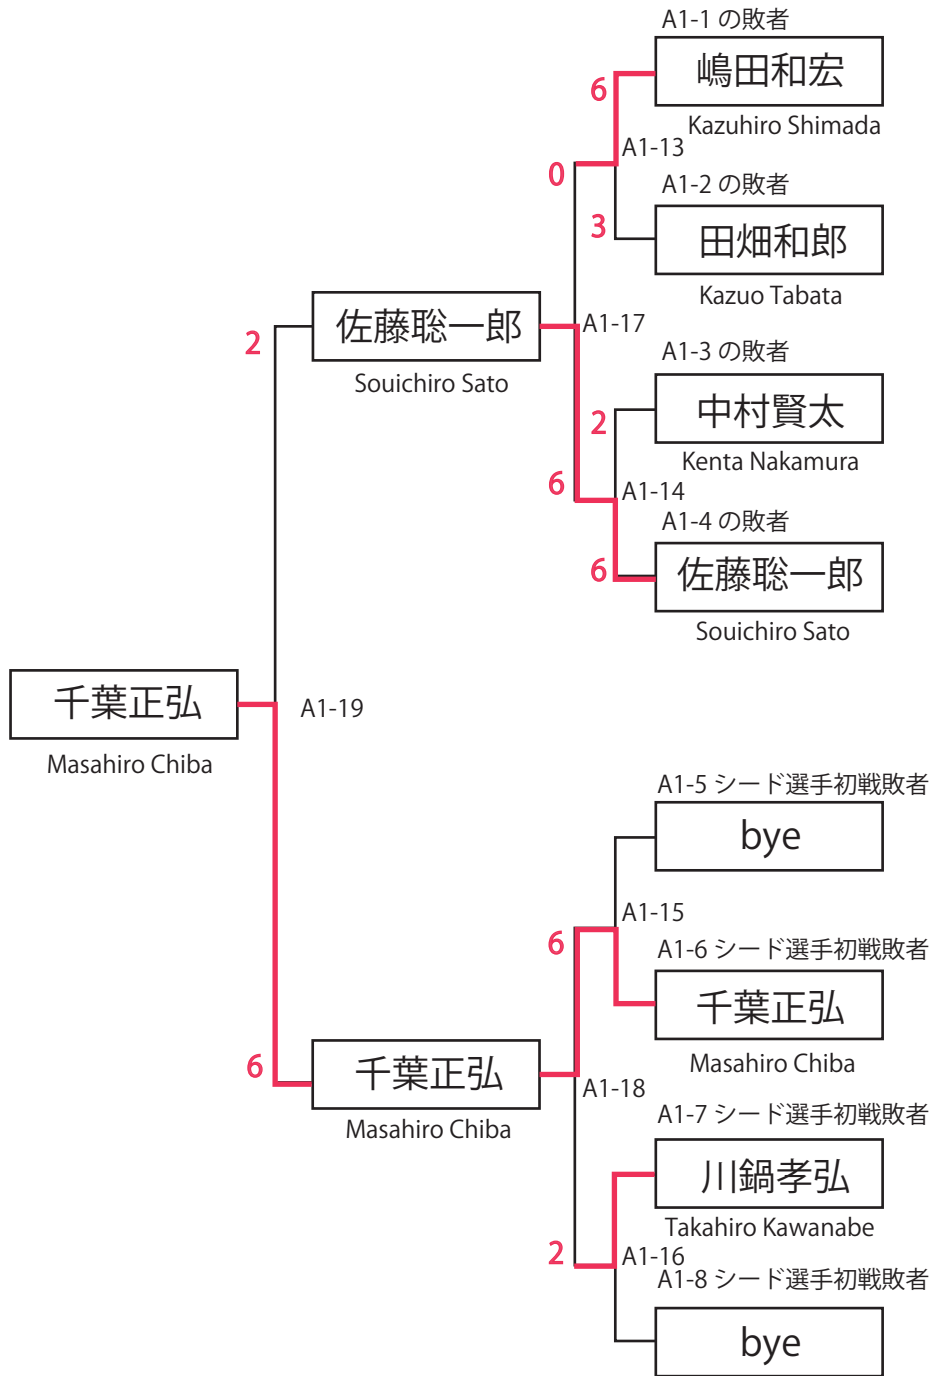 A1-1 の敗者
嶋田和宏
6
Kazuhiro Shimada
A1-13
0
A1-2 の敗者
3
田畑和郎
Kazuo Tabata
佐藤聡一郎
A1-17
2
A1-3 の敗者
Souichiro Sato
中村賢太
2
Kenta Nakamura
6
A1-14
A1-4 の敗者
6
佐藤聡一郎
Souichiro Sato
千葉正弘
A1-19
Masahiro Chiba
A1-5 シード選手初戦敗者
bye
A1-15
6
A1-6 シード選手初戦敗者
千葉正弘
Masahiro Chiba
6
千葉正弘
A1-18
Masahiro Chiba
A1-7 シード選手初戦敗者
川鍋孝弘
Takahiro Kawanabe
2
A1-16
A1-8 シード選手初戦敗者
bye